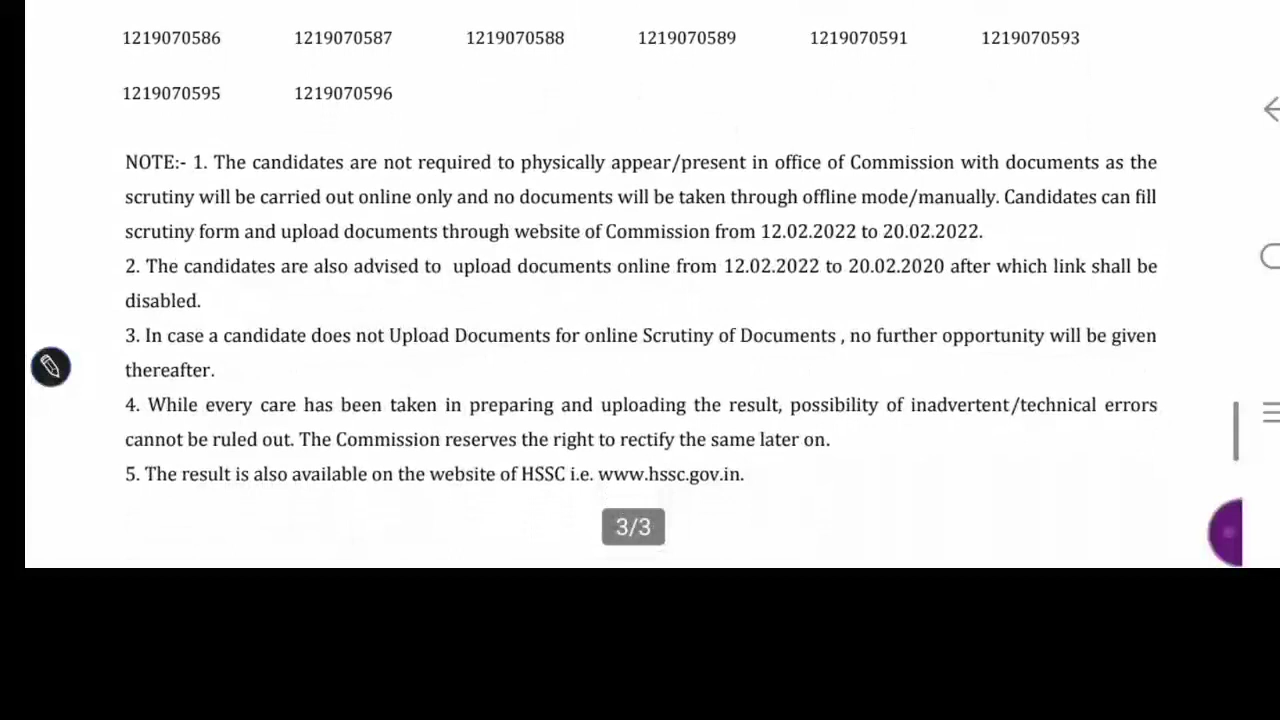 1219070586 1219070587 1219070588 1219070589 1219070591 1219070593
1219070595 1219070596
NOTE:- 1. The candidates are not required to physically appear/present in office of Commission with documents as the
scrutiny will be carried out online only and no documents will be taken through offline mode/manually. Candidates can fill
scrutiny form and upload documents through website of Commission from 12.02.2022 to 20.02.2022.
2. The candidates are also advised to upload documents online from 12.02.2022 to 20.02.2020 after which link shall be
disabled.
3. In case a candidate does not Upload Documents for online Scrutiny of Documents , no further opportunity will be given
thereafter.
4. While every care has been taken in preparing and uploading the result, possibility of inadvertent/technical errors
cannot be ruled out. The Commission reserves the right to rectify the same later on.
5. The result is also available on the website of HSSC i.e. www.hssc.gov.in.
3/3